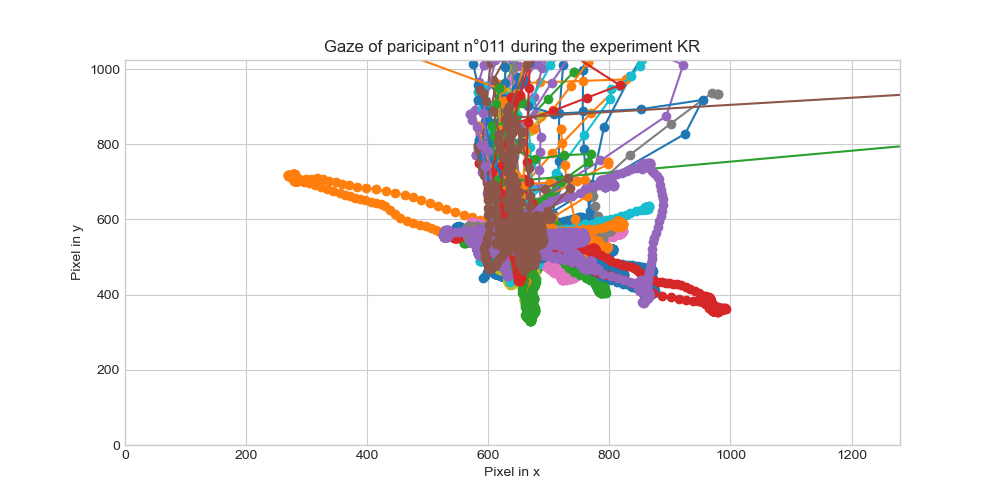 Gaze of paricipant n°011 during the experiment KR
1000
800
600
400
200
0
Pixel in y
0 200 400 600 800 1000 1200
Pixel in x